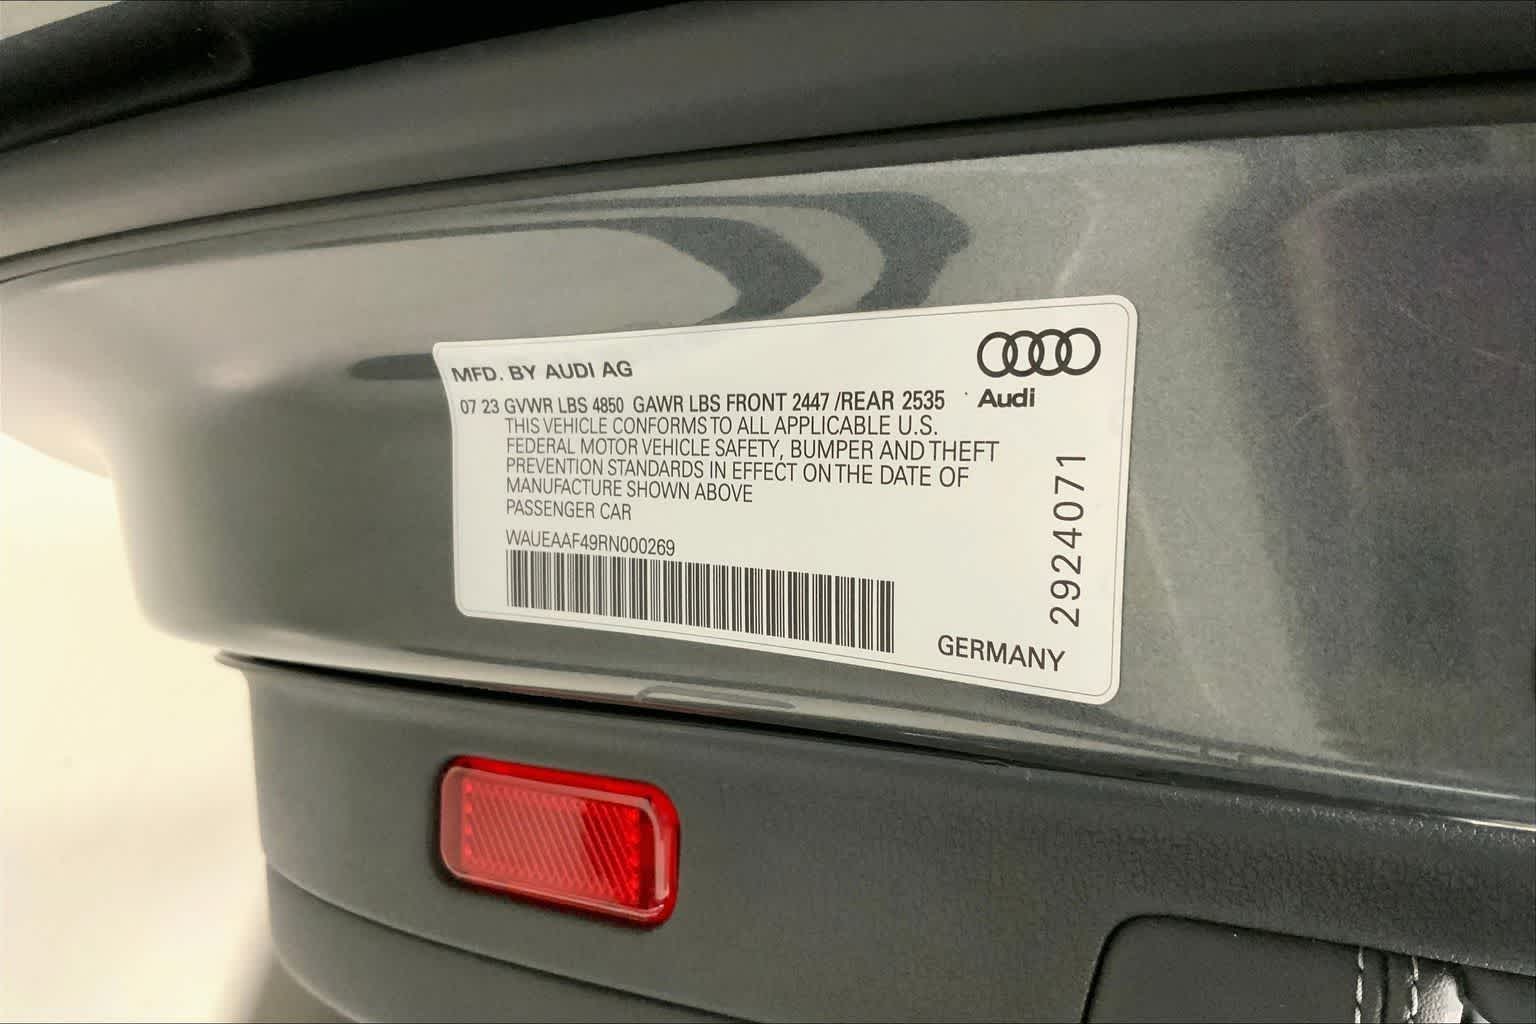 MFD. BY AUDI AG
Audi
07 23 GVWR LBS 4850 GAWR LBS FRONT 2447 /REAR 2535
THIS VEHICLE CONFORMS TO ALL APPLICABLE U.S.
FEDERAL MOTOR VEHICLE SAFETY, BUMPER AND THEFT
PREVENTION STANDARDS IN EFFECT ON THE DATE OF
MANUFACTURE SHOWN ABOVE
PASSENGER CAR
WAUEAAF49RN000269
2924071
GERMANY